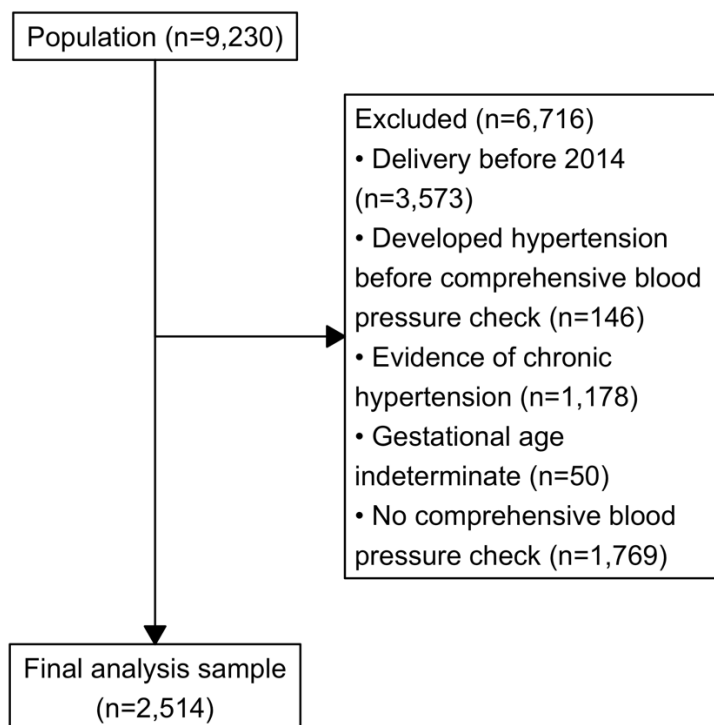 Population (n=9,230)
Excluded (n=6,716)
• Delivery before 2014
(n=3,573)
• Developed hypertension
before comprehensive blood
pressure check (n=146)
• Evidence of chronic
hypertension (n=1,178)
• Gestational age
indeterminate (n=50)
• No comprehensive blood
pressure check (n=1,769)
Final analysis sample
(n=2,514)